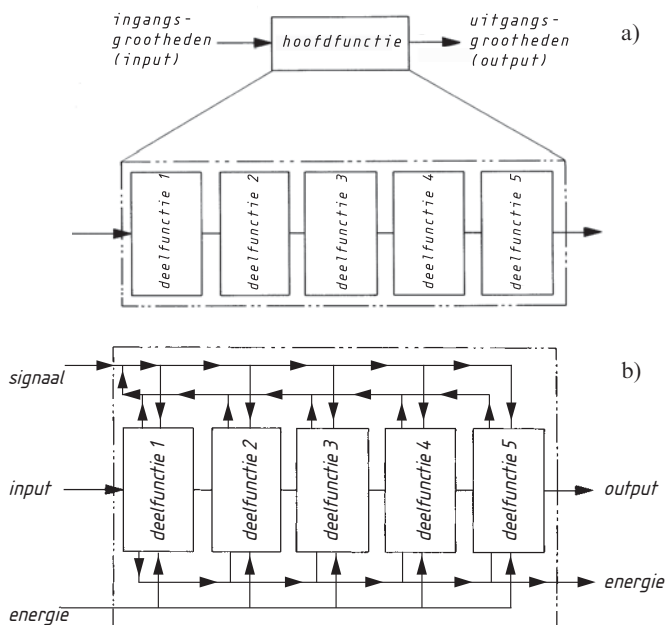 ingangs-
grootheden
(input)
hoofdfunctie
uitgangs-
grootheden
(output)
a)
deelfunctie 1
deelfunctie 2
deelfunctie 3
deelfunctie 4
deelfunctie 5
b)
signaal
deelfunctie 1
deelfunctie 2
deelfunctie 3
deelfunctie 4
deelfunctie 5
input
output
energie
energie